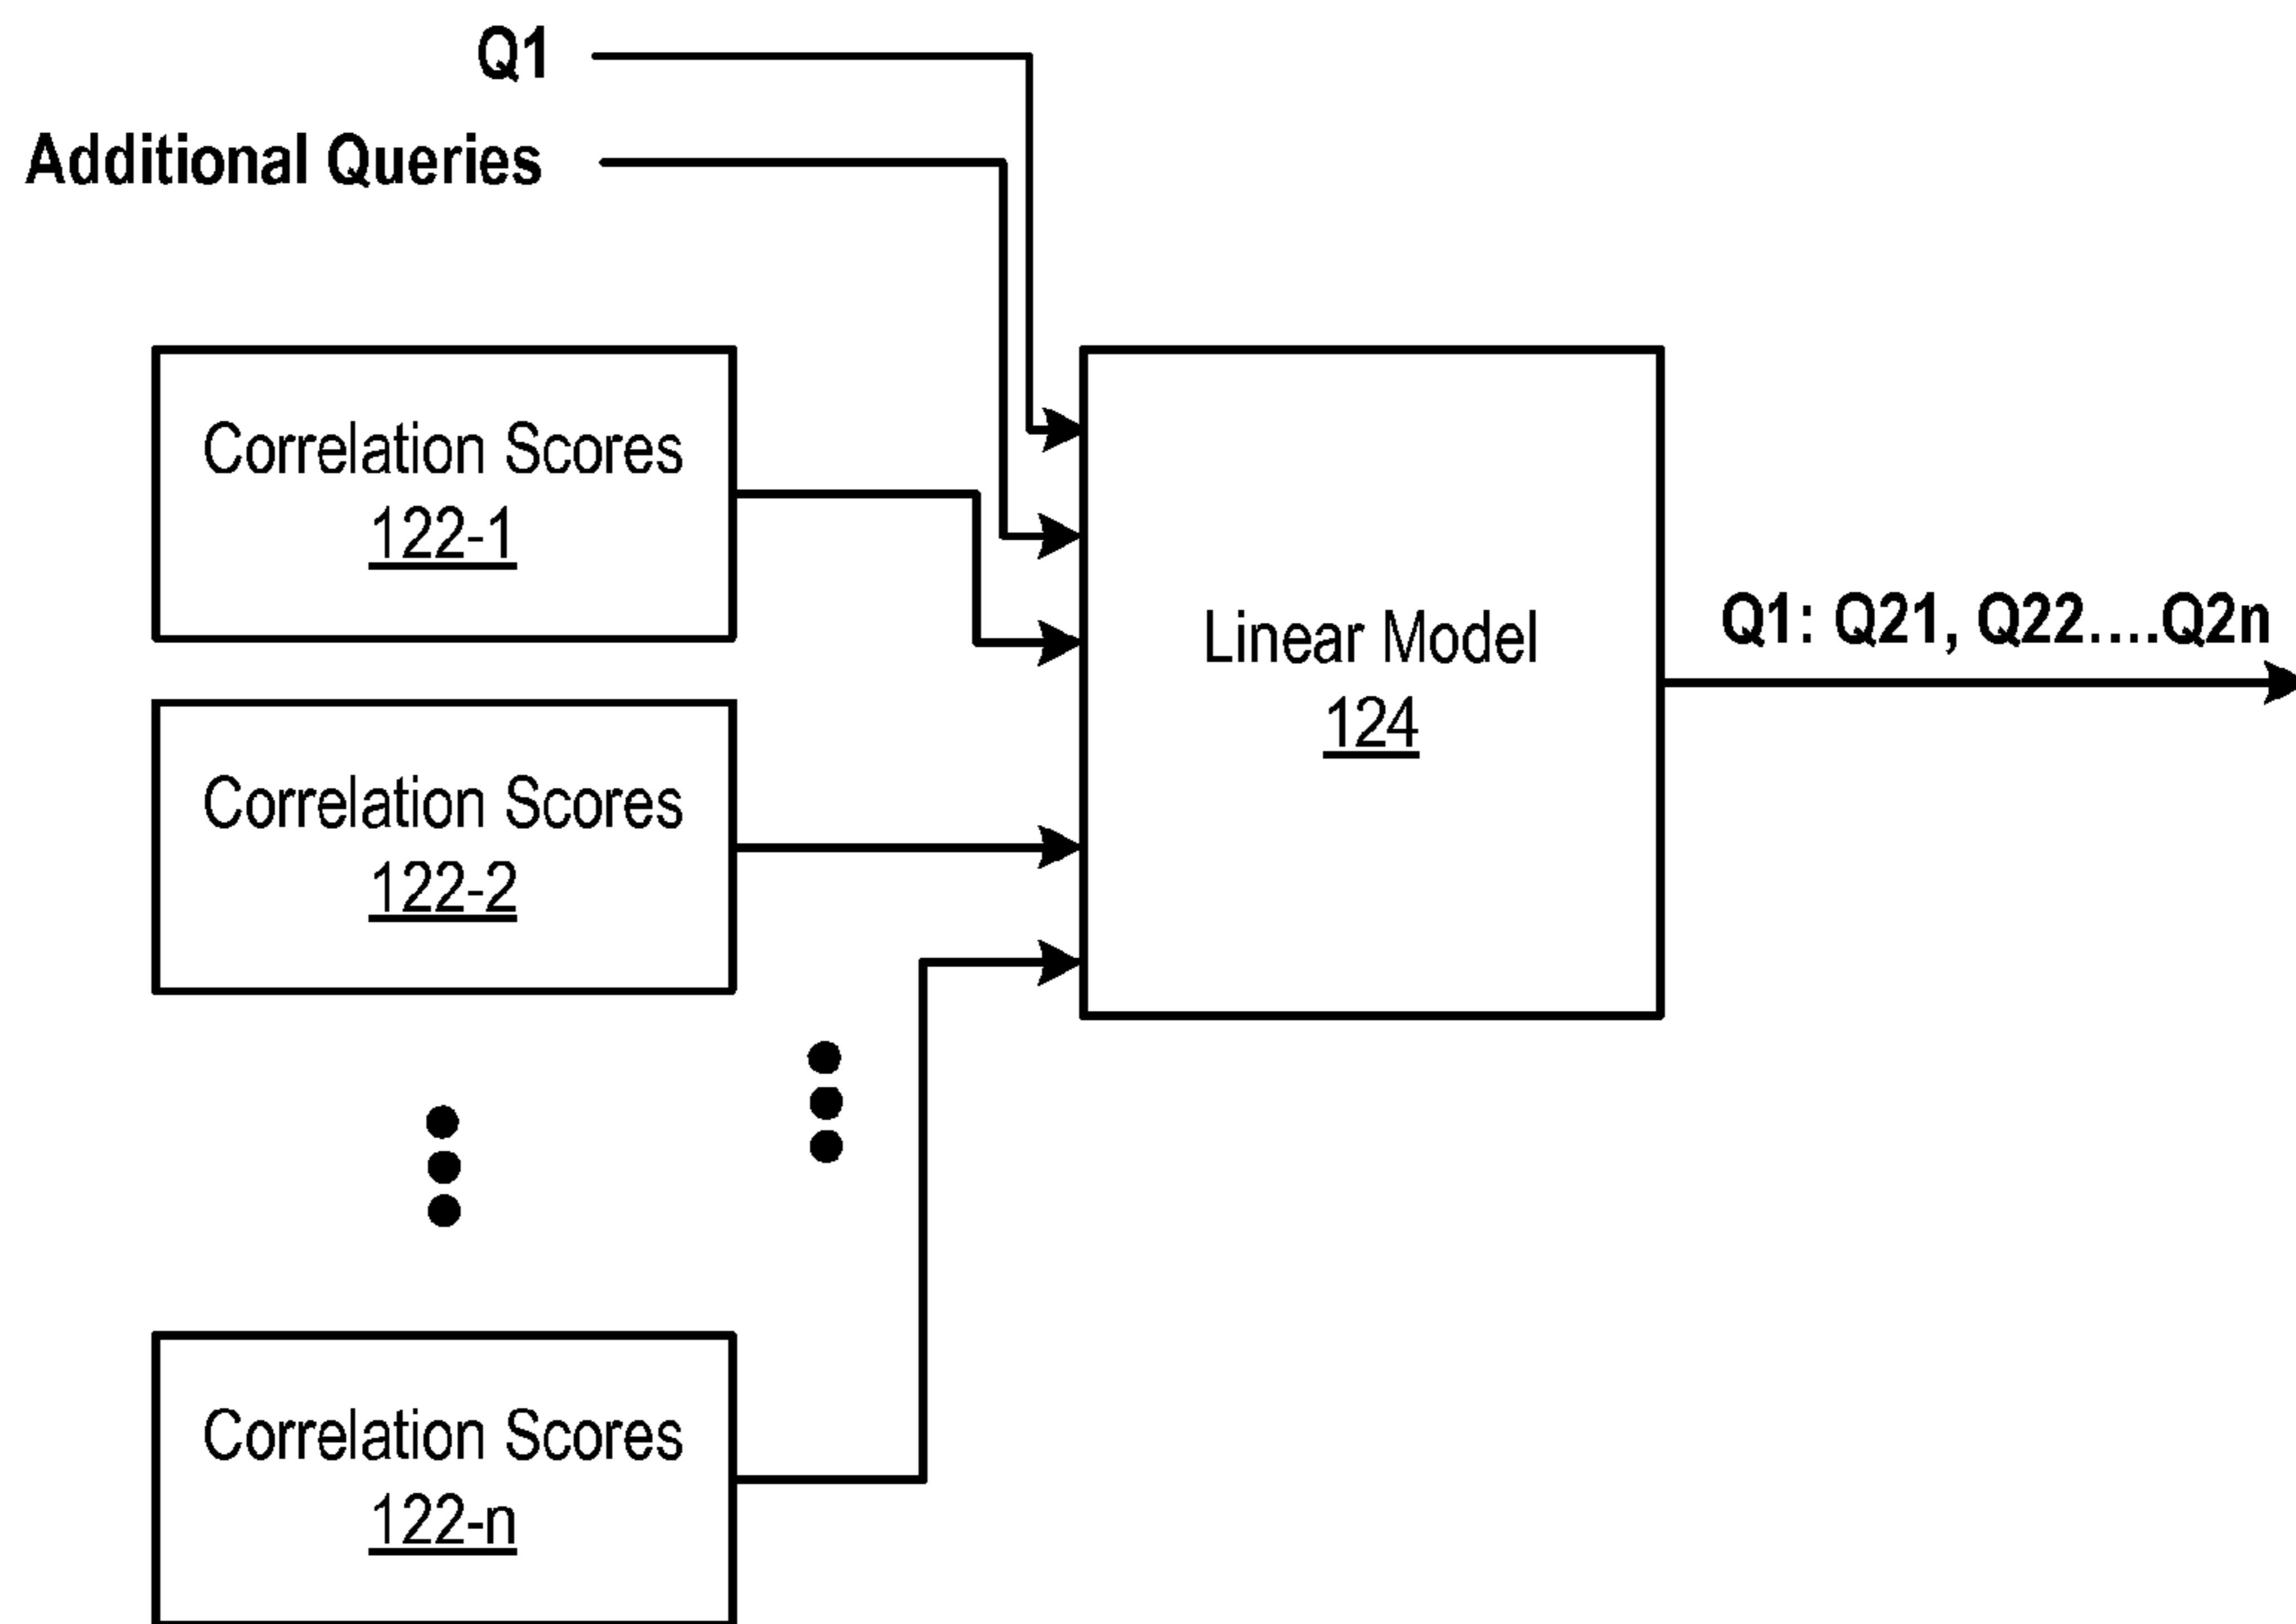 Q1
Additional Queries
Correlation Scores
122-1
Linear Model
124
Q1: Q21, Q22....Q2n
Correlation Scores
122-2
Correlation Scores
122-n